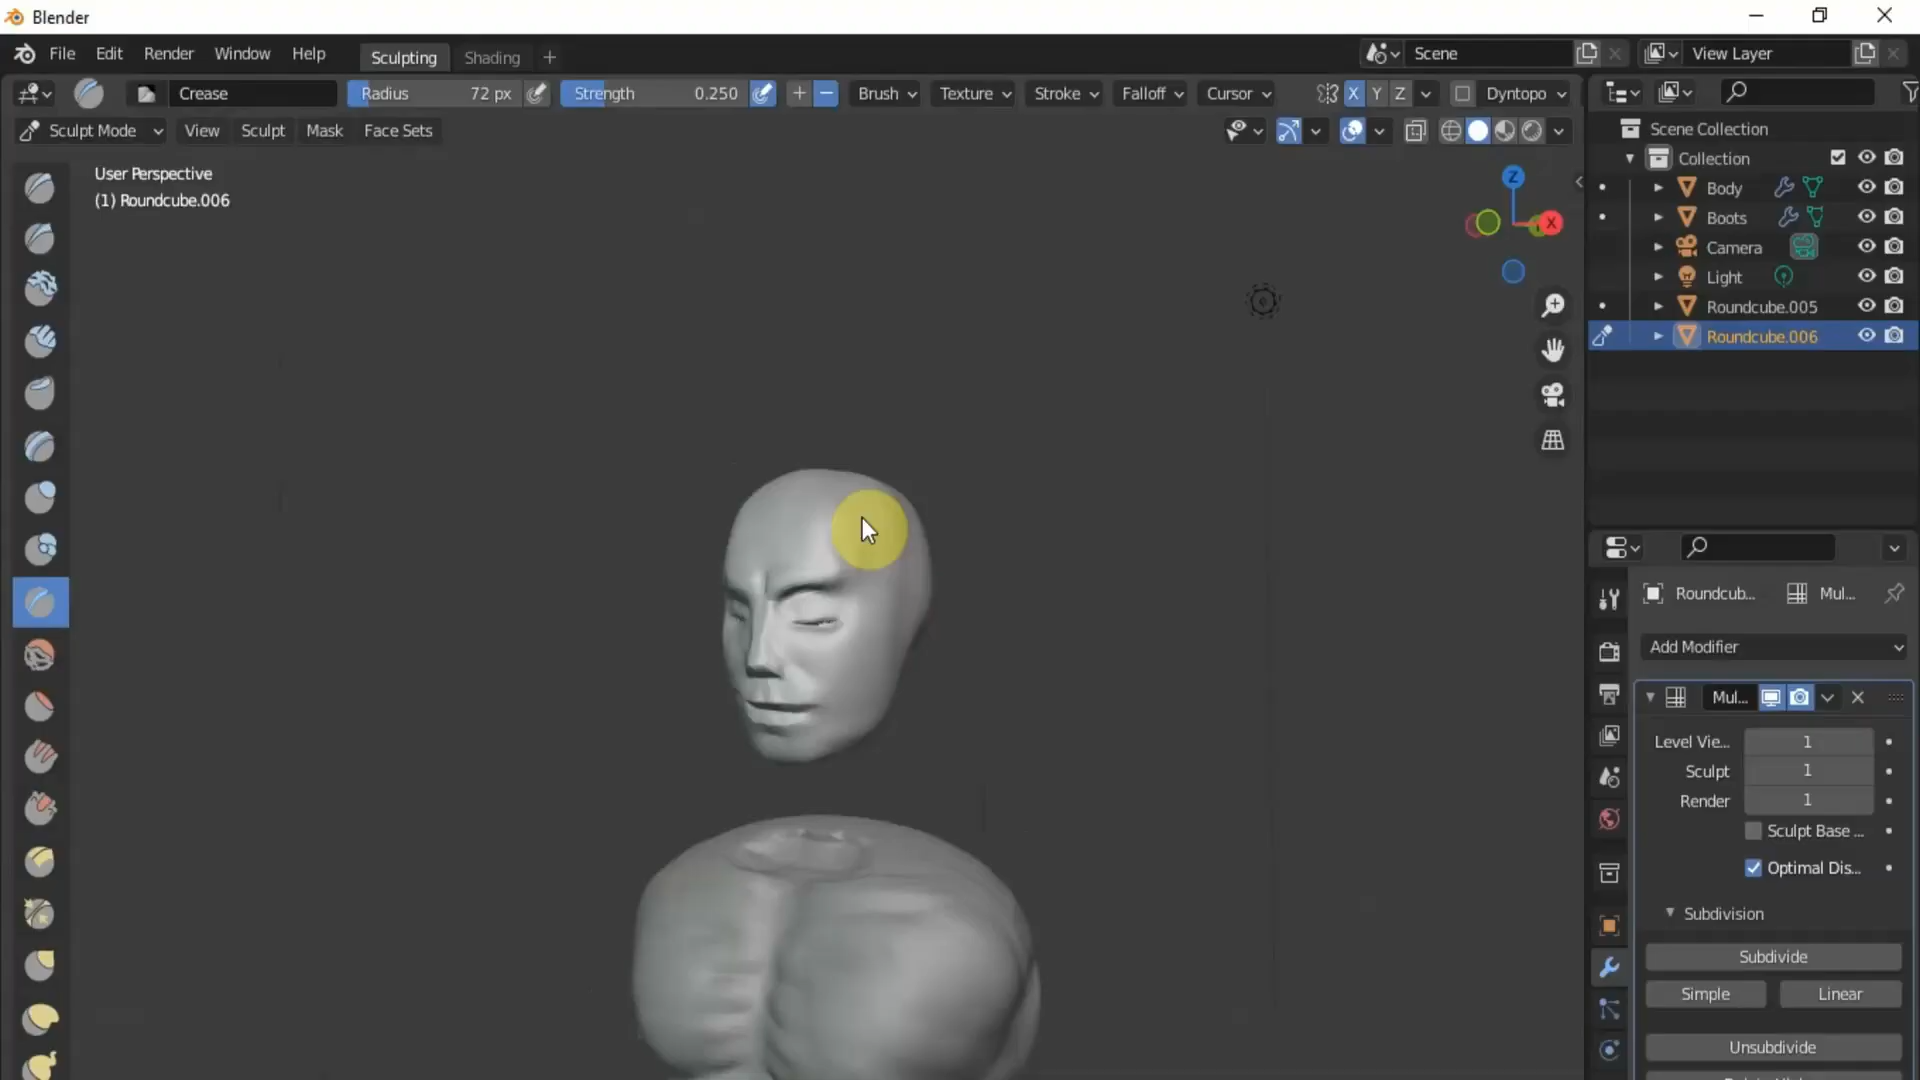 Blender
File Edit Render Window Help Sculpting Shading + Scene View Layer
Crease Radius 72 px Strength 0.250 Brush Texture Stroke Falloff Cursor X Y Z Dyntopo
Sculpt Mode View Sculpt Mask Face Sets
User Perspective
(1) Roundcube.006
Z
X
Scene Collection
Collection
Body
Boots
Camera
Light
Roundcube.005
Roundcube.006
Roundcub... Mul...
Add Modifier
Mul...
Level Vie... 1
Sculpt 1
Render 1
Sculpt Base ...
Optimal Dis...
Subdivision
Subdivide
Simple Linear
Unsubdivide